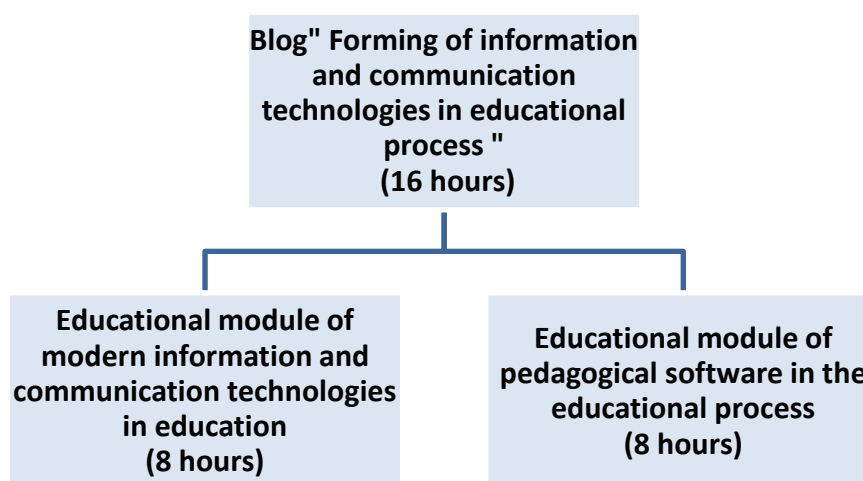 Blog" Forming of information
and communication
technologies in educational
process "
(16 hours)
Educational module of
modern information and
communication technologies
in education
(8 hours)
Educational module of
pedagogical software in the
educational process
(8 hours)